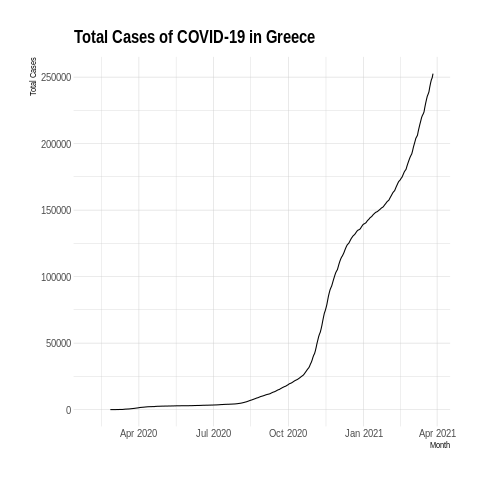 Total Cases of COVID-19 in Greece
Total Cases
250000
200000
150000
100000
50000
0
Apr 2020 Jul 2020 Oct 2020 Jan 2021 Apr 2021
Month